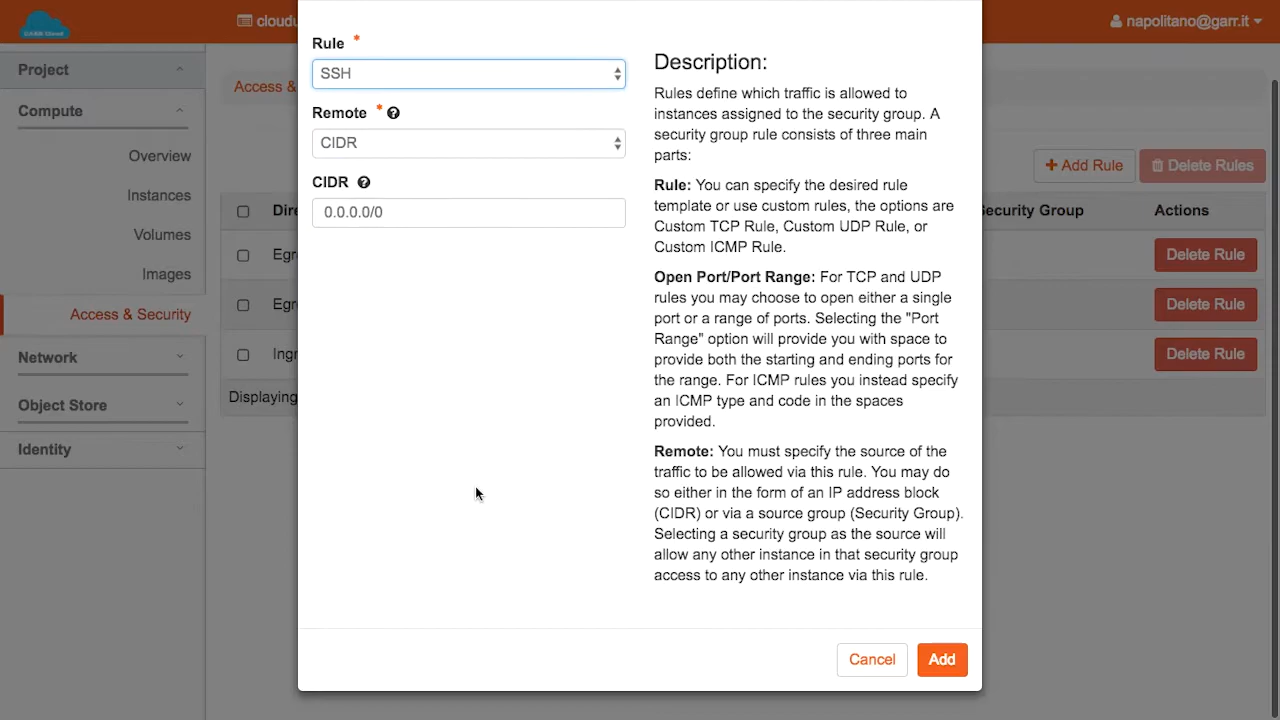 GARR Cloud
napolitano@garr.it
Project
Compute
Overview
Instances
Volumes
Images
Access & Security
Network
Object Store
Identity
Access &
Add Rule
Delete Rules
Security Group
Actions
Delete Rule
Delete Rule
Delete Rule
Displaying
Rule *
SSH
Remote *
CIDR
CIDR
0.0.0.0/0
Description:
Rules define which traffic is allowed to
instances assigned to the security group. A
security group rule consists of three main
parts:
Rule: You can specify the desired rule
template or use custom rules, the options are
Custom TCP Rule, Custom UDP Rule, or
Custom ICMP Rule.
Open Port/Port Range: For TCP and UDP
rules you may choose to open either a single
port or a range of ports. Selecting the "Port
Range" option will provide you with space to
provide both the starting and ending ports for
the range. For ICMP rules you instead specify
an ICMP type and code in the spaces
provided.
Remote: You must specify the source of the
traffic to be allowed via this rule. You may do
so either in the form of an IP address block
(CIDR) or via a source group (Security Group).
Selecting a security group as the source will
allow any other instance in that security group
access to any other instance via this rule.
Cancel
Add